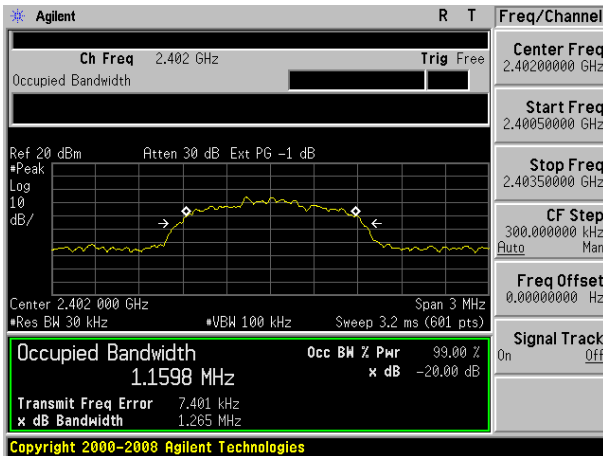 Agilent R T
Ch Freq 2.402 GHz Trig Free
Occupied Bandwidth
Ref 20 dBm Atten 30 dB Ext PG -1 dB
#Peak
Log
10
dB/
Center 2.402 000 GHz Span 3 MHz
#Res BW 30 kHz #VBW 100 kHz Sweep 3.2 ms (601 pts)
Occupied Bandwidth Occ BW % Pwr 99.00 %
1.1598 MHz x dB -20.00 dB
Transmit Freq Error 7.401 kHz
x dB Bandwidth 1.265 MHz
Copyright 2000-2008 Agilent Technologies
Freq/Channel
Center Freq
2.40200000 GHz
Start Freq
2.40050000 GHz
Stop Freq
2.40350000 GHz
CF Step
300.000000 kHz
Auto Man
Freq Offset
0.00000000 Hz
Signal Track
On Off